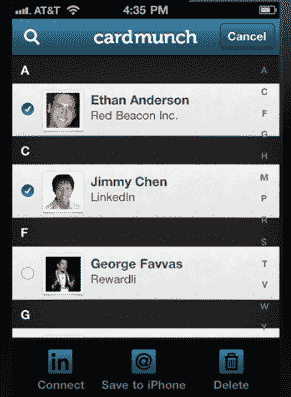 AT&T 4:35 PM
cardmunch Cancel
A
Ethan Anderson
Red Beacon Inc.
C
Jimmy Chen
LinkedIn
F
George Favvas
Rewardli
G
A
C
F
G
H
M
P
R
S
T
V
W
Y
in @
Connect Save to iPhone Delete